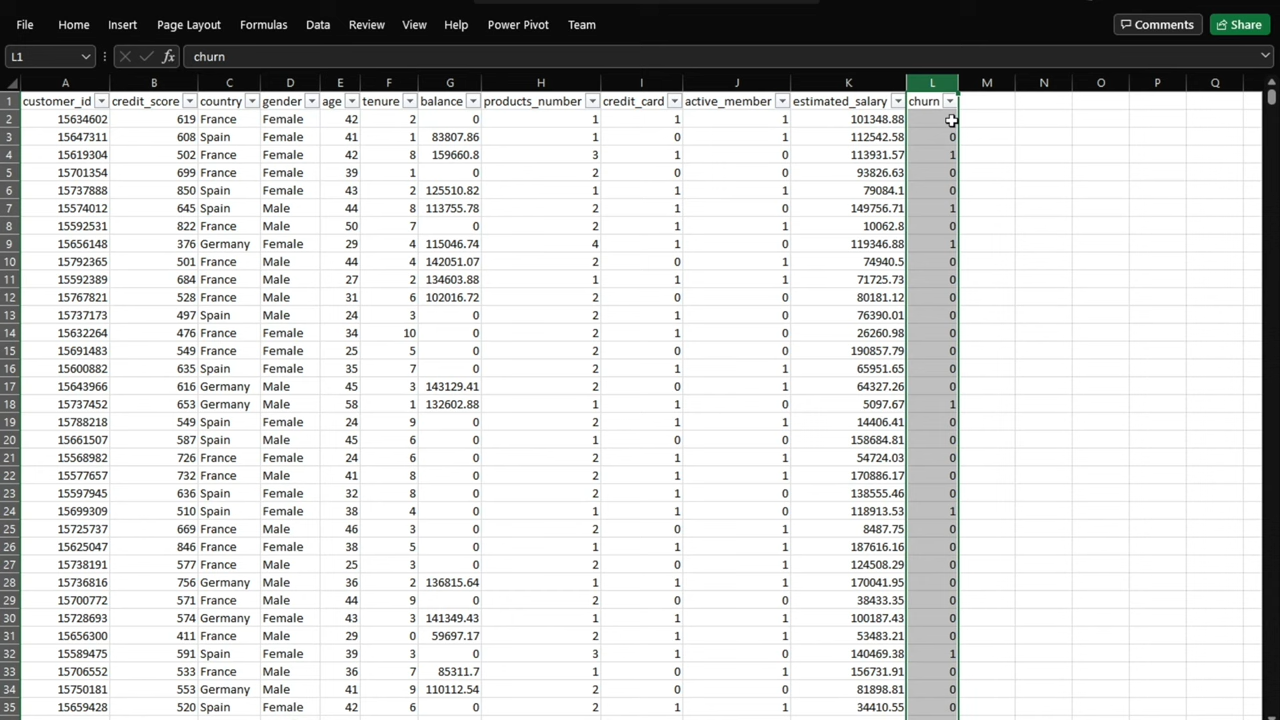 File Home Insert Page Layout Formulas Data Review View Help Power Pivot Team Comments Share
L1 fx churn
A B C D E F G H I J K L M N O P Q
1 customer_id credit_score country gender age tenure balance products_number credit_card active_member estimated_salary churn
2 15634602 619 France Female 42 2 0 1 1 1 101348.88
3 15647311 608 Spain Female 41 1 83807.86 1 0 1 112542.58 0
4 15619304 502 France Female 42 8 159660.8 3 1 0 113931.57 1
5 15701354 699 France Female 39 1 0 2 0 0 93826.63 0
6 15737888 850 Spain Female 43 2 125510.82 1 1 1 79084.1 0
7 15574012 645 Spain Male 44 8 113755.78 2 1 0 149756.71 1
8 15592531 822 France Male 50 7 0 2 1 1 10062.8 0
9 15656148 376 Germany Female 29 4 115046.74 4 1 0 119346.88 1
10 15792365 501 France Male 44 4 142051.07 2 0 1 74940.5 0
11 15592389 684 France Male 27 2 134603.88 1 1 1 71725.73 0
12 15767821 528 France Male 31 6 102016.72 2 0 0 80181.12 0
13 15737173 497 Spain Male 24 3 0 2 1 0 76390.01 0
14 15632264 476 France Female 34 10 0 2 1 0 26260.98 0
15 15691483 549 France Female 25 5 0 2 0 0 190857.79 0
16 15600882 635 Spain Female 35 7 0 2 1 1 65951.65 0
17 15643966 616 Germany Male 45 3 143129.41 2 0 1 64327.26 0
18 15737452 653 Germany Male 58 1 132602.88 1 1 0 5097.67 1
19 15788218 549 Spain Female 24 9 0 2 1 1 14406.41 0
20 15661507 587 Spain Male 45 6 0 1 0 0 158684.81 0
21 15568982 726 France Female 24 6 0 2 1 1 54724.03 0
22 15577657 732 France Male 41 8 0 2 1 1 170886.17 0
23 15597945 636 Spain Female 32 8 0 2 1 0 138555.46 0
24 15699309 510 Spain Female 38 4 0 1 1 0 118913.53 1
25 15725737 669 France Male 46 3 0 2 0 1 8487.75 0
26 15625047 846 France Female 38 5 0 1 1 1 187616.16 0
27 15738191 577 France Male 25 3 0 2 0 1 124508.29 0
28 15736816 756 Germany Male 36 2 136815.64 1 1 1 170041.95 0
29 15700772 571 France Male 44 9 0 2 0 0 38433.35 0
30 15728693 574 Germany Female 43 3 141349.43 1 1 1 100187.43 0
31 15656300 411 France Male 29 0 59697.17 2 1 1 53483.21 0
32 15589475 591 Spain Female 39 3 0 3 1 0 140469.38 1
33 15706552 533 France Male 36 7 85311.7 1 0 1 156731.91 0
34 15750181 553 Germany Male 41 9 110112.54 2 0 0 81898.81 0
35 15659428 520 Spain Female 42 6 0 2 1 1 34410.55 0